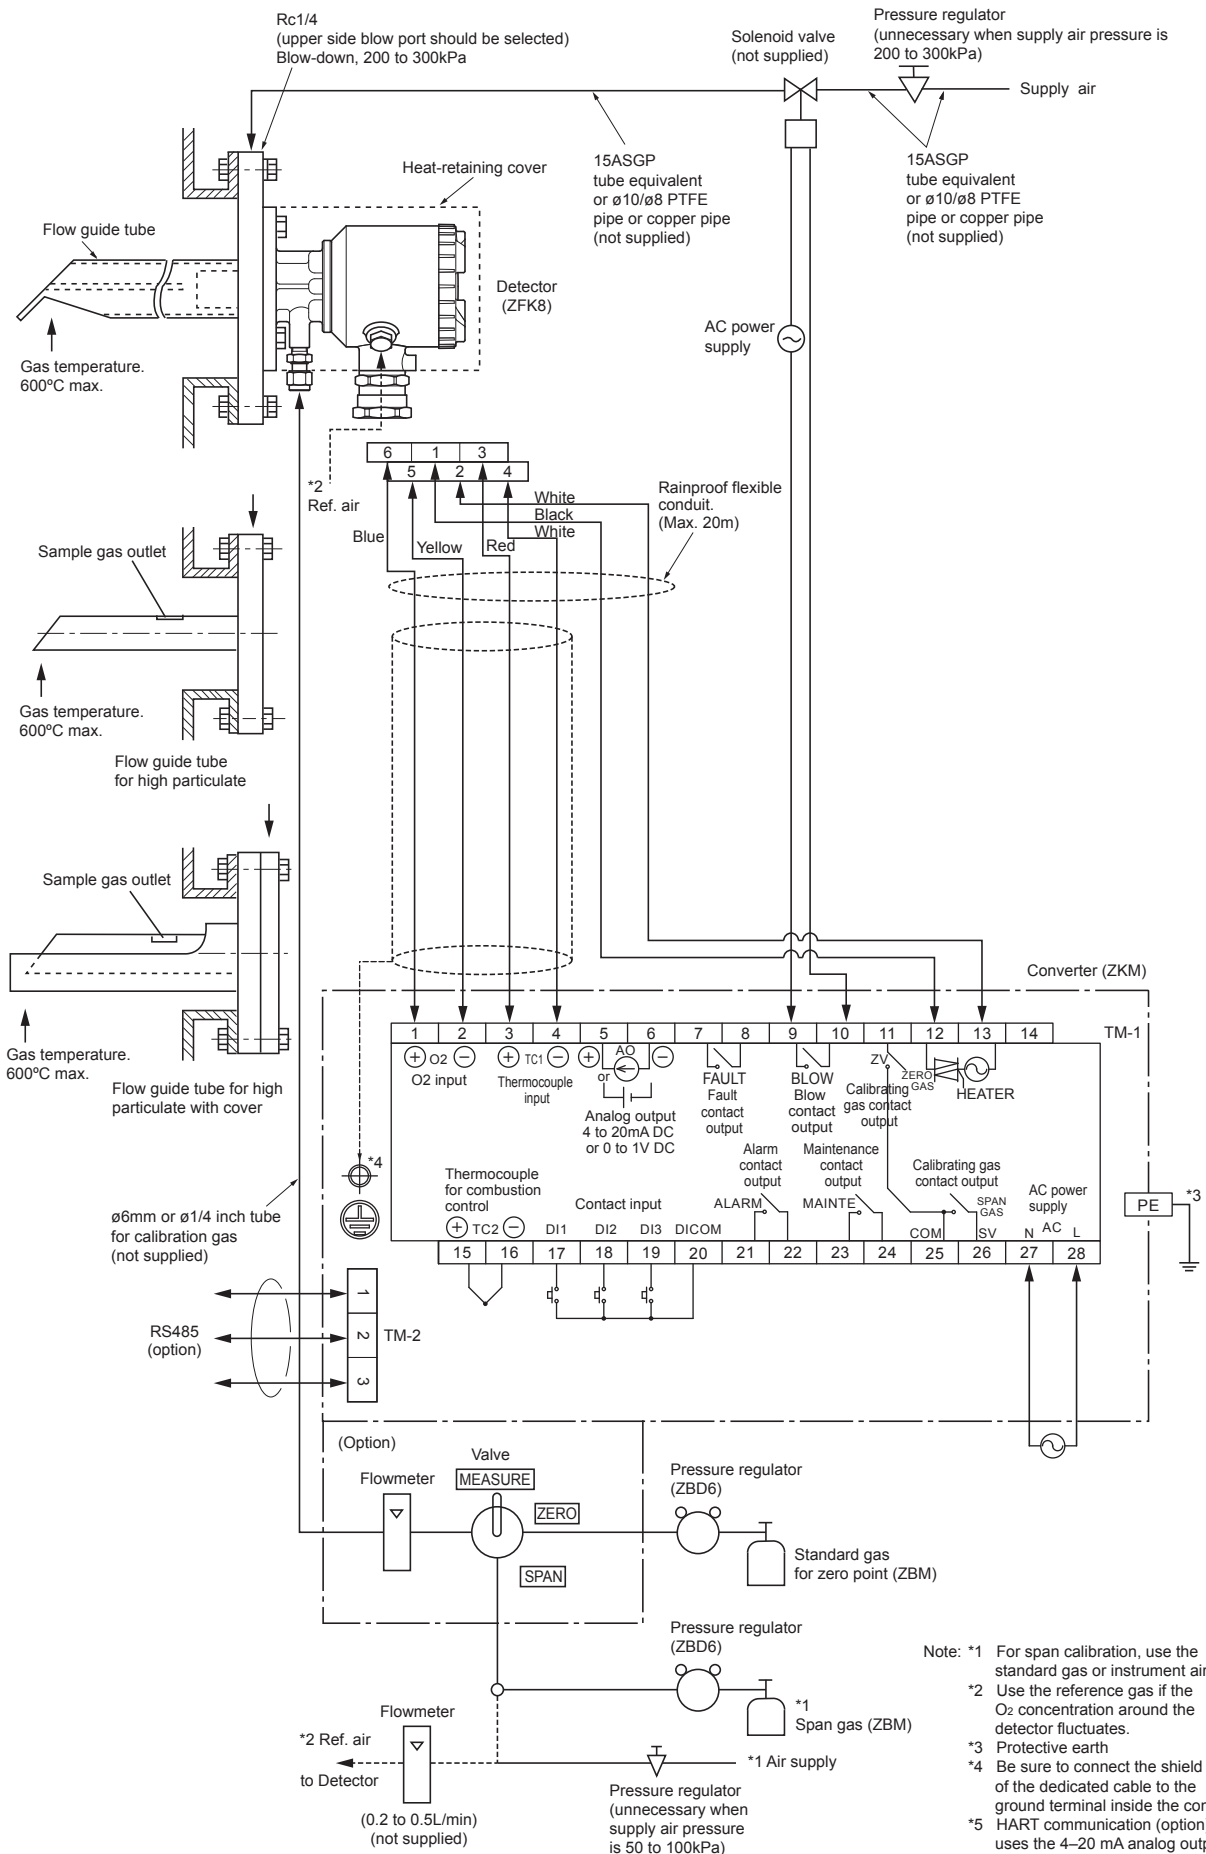 Rc1/4
(upper side blow port should be selected)
Blow-down, 200 to 300kPa
Solenoid valve
(not supplied)
Pressure regulator
(unnecessary when supply air pressure is
200 to 300kPa)
Supply air
Heat-retaining cover
15ASGP
tube equivalent
or ø10/ø8 PTFE
pipe or copper pipe
(not supplied)
15ASGP
tube equivalent
or ø10/ø8 PTFE
pipe or copper pipe
(not supplied)
Flow guide tube
Detector
(ZFK8)
AC power
supply
Gas temperature.
600ºC max.
6 1 3
5 2 4
*2
Ref. air
White
Black
White
Blue
Yellow
Red
Rainproof flexible
conduit.
(Max. 20m)
Sample gas outlet
Gas temperature.
600ºC max.
Flow guide tube
for high particulate
Sample gas outlet
Gas temperature.
600ºC max.
Flow guide tube for high
particulate with cover
Converter (ZKM)
1 2 3 4 5 6 7 8 9 10 11 12 13 14
TM-1
+ O2 −
O2 input
+ TC1 −
Thermocouple
input
+ AO −
or
Analog output
4 to 20mA DC
or 0 to 1V DC
FAULT
Fault
contact
output
BLOW
Blow
contact
output
ZV
ZERO
GAS
Calibrating
gas contact
output
HEATER
*4
Thermocouple
for combustion
control
+ TC2 −
Contact input
DI1 DI2 DI3 DICOM
Alarm
contact
output
ALARM
Maintenance
contact
output
MAINTE
Calibrating gas
contact output
SPAN
GAS
COM SV
AC power
supply
N AC L
15 16 17 18 19 20 21 22 23 24 25 26 27 28
PE
*3
ø6mm or ø1/4 inch tube
for calibration gas
(not supplied)
RS485
(option)
1
2
3
TM-2
(Option)
Flowmeter
Valve
MEASURE
ZERO
SPAN
Pressure regulator
(ZBD6)
Standard gas
for zero point (ZBM)
Pressure regulator
(ZBD6)
*1
Span gas (ZBM)
Flowmeter
*2 Ref. air
to Detector
(0.2 to 0.5L/min)
(not supplied)
*1 Air supply
Pressure regulator
(unnecessary when
supply air pressure
is 50 to 100kPa)
Note: *1 For span calibration, use the
standard gas or instrument air
*2 Use the reference gas if the
O2 concentration around the
detector fluctuates.
*3 Protective earth
*4 Be sure to connect the shield
of the dedicated cable to the
ground terminal inside the
*5 HART communication (option)
uses the 4–20 mA analog